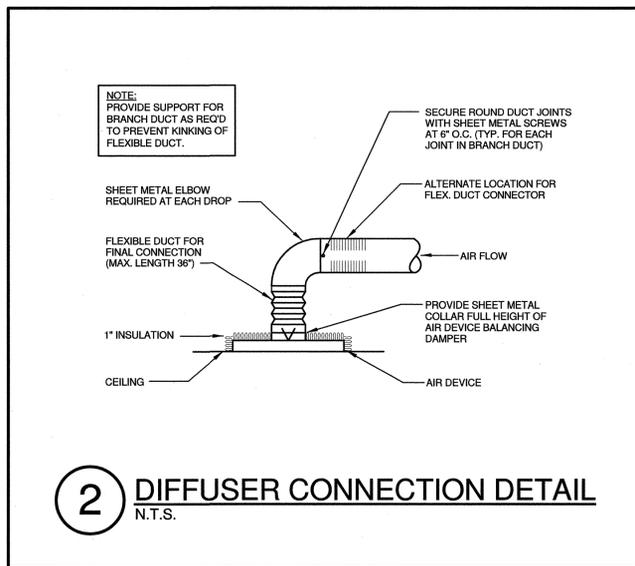 NOTE:
PROVIDE SUPPORT FOR
BRANCH DUCT AS REQ'D
TO PREVENT KINKING OF
FLEXIBLE DUCT.
SECURE ROUND DUCT JOINTS
WITH SHEET METAL SCREWS
AT 6" O.C. (TYP. FOR EACH
JOINT IN BRANCH DUCT)
SHEET METAL ELBOW
REQUIRED AT EACH DROP
ALTERNATE LOCATION FOR
FLEX. DUCT CONNECTOR
FLEXIBLE DUCT FOR
FINAL CONNECTION
(MAX. LENGTH 36")
AIR FLOW
PROVIDE SHEET METAL
COLLAR FULL HEIGHT OF
AIR DEVICE BALANCING
DAMPER
1" INSULATION
CEILING
AIR DEVICE
2
DIFFUSER CONNECTION DETAIL
N.T.S.